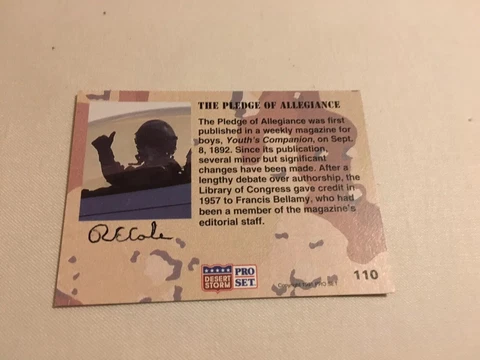 THE PLEDGE OF ALLEGIANCE
The Pledge of Allegiance was first
published in a weekly magazine for
boys, Youth's Companion, on Sept.
8, 1892. Since its publication,
several minor but significant
changes have been made. After a
lengthy debate over authorship, the
Library of Congress gave credit in
1957 to Francis Bellamy, who had
been a member of the magazine's
editorial staff.
RECole
DESERT
STORM
PRO
SET
110